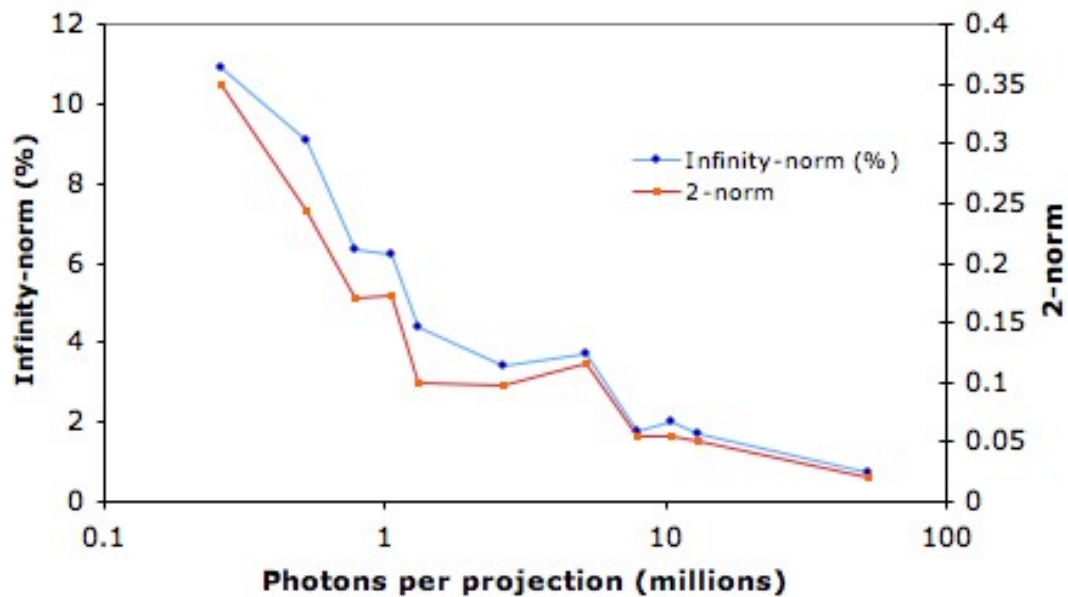 12
10
8
6
4
2
0
Infinity-norm (%)
0.4
0.35
0.3
0.25
0.2
0.15
0.1
0.05
0
2-norm
Infinity-norm (%)
2-norm
0.1 1 10 100
Photons per projection (millions)